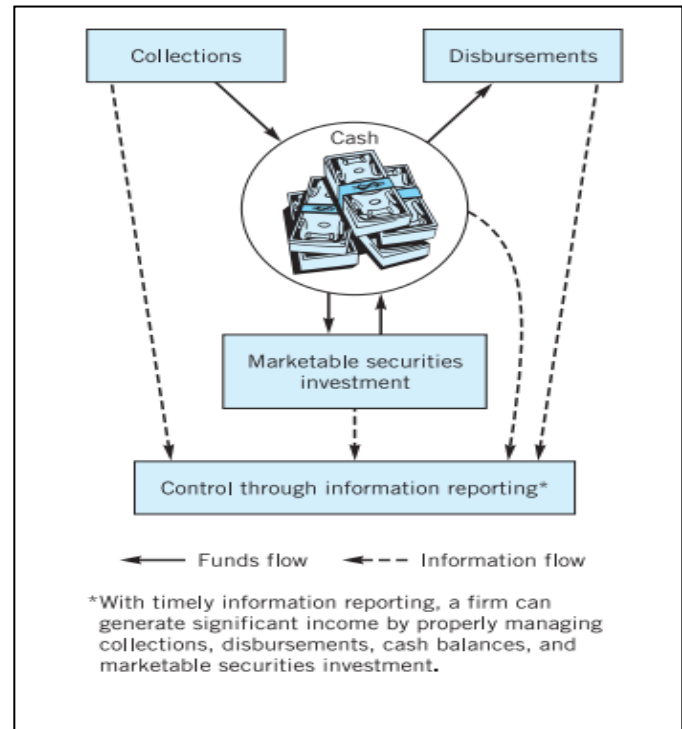 Collections
Disbursements
Cash
Marketable securities
investment
Control through information reporting*
Funds flow
Information flow
*With timely information reporting, a firm can
generate significant income by properly managing
collections, disbursements, cash balances, and
marketable securities investment.